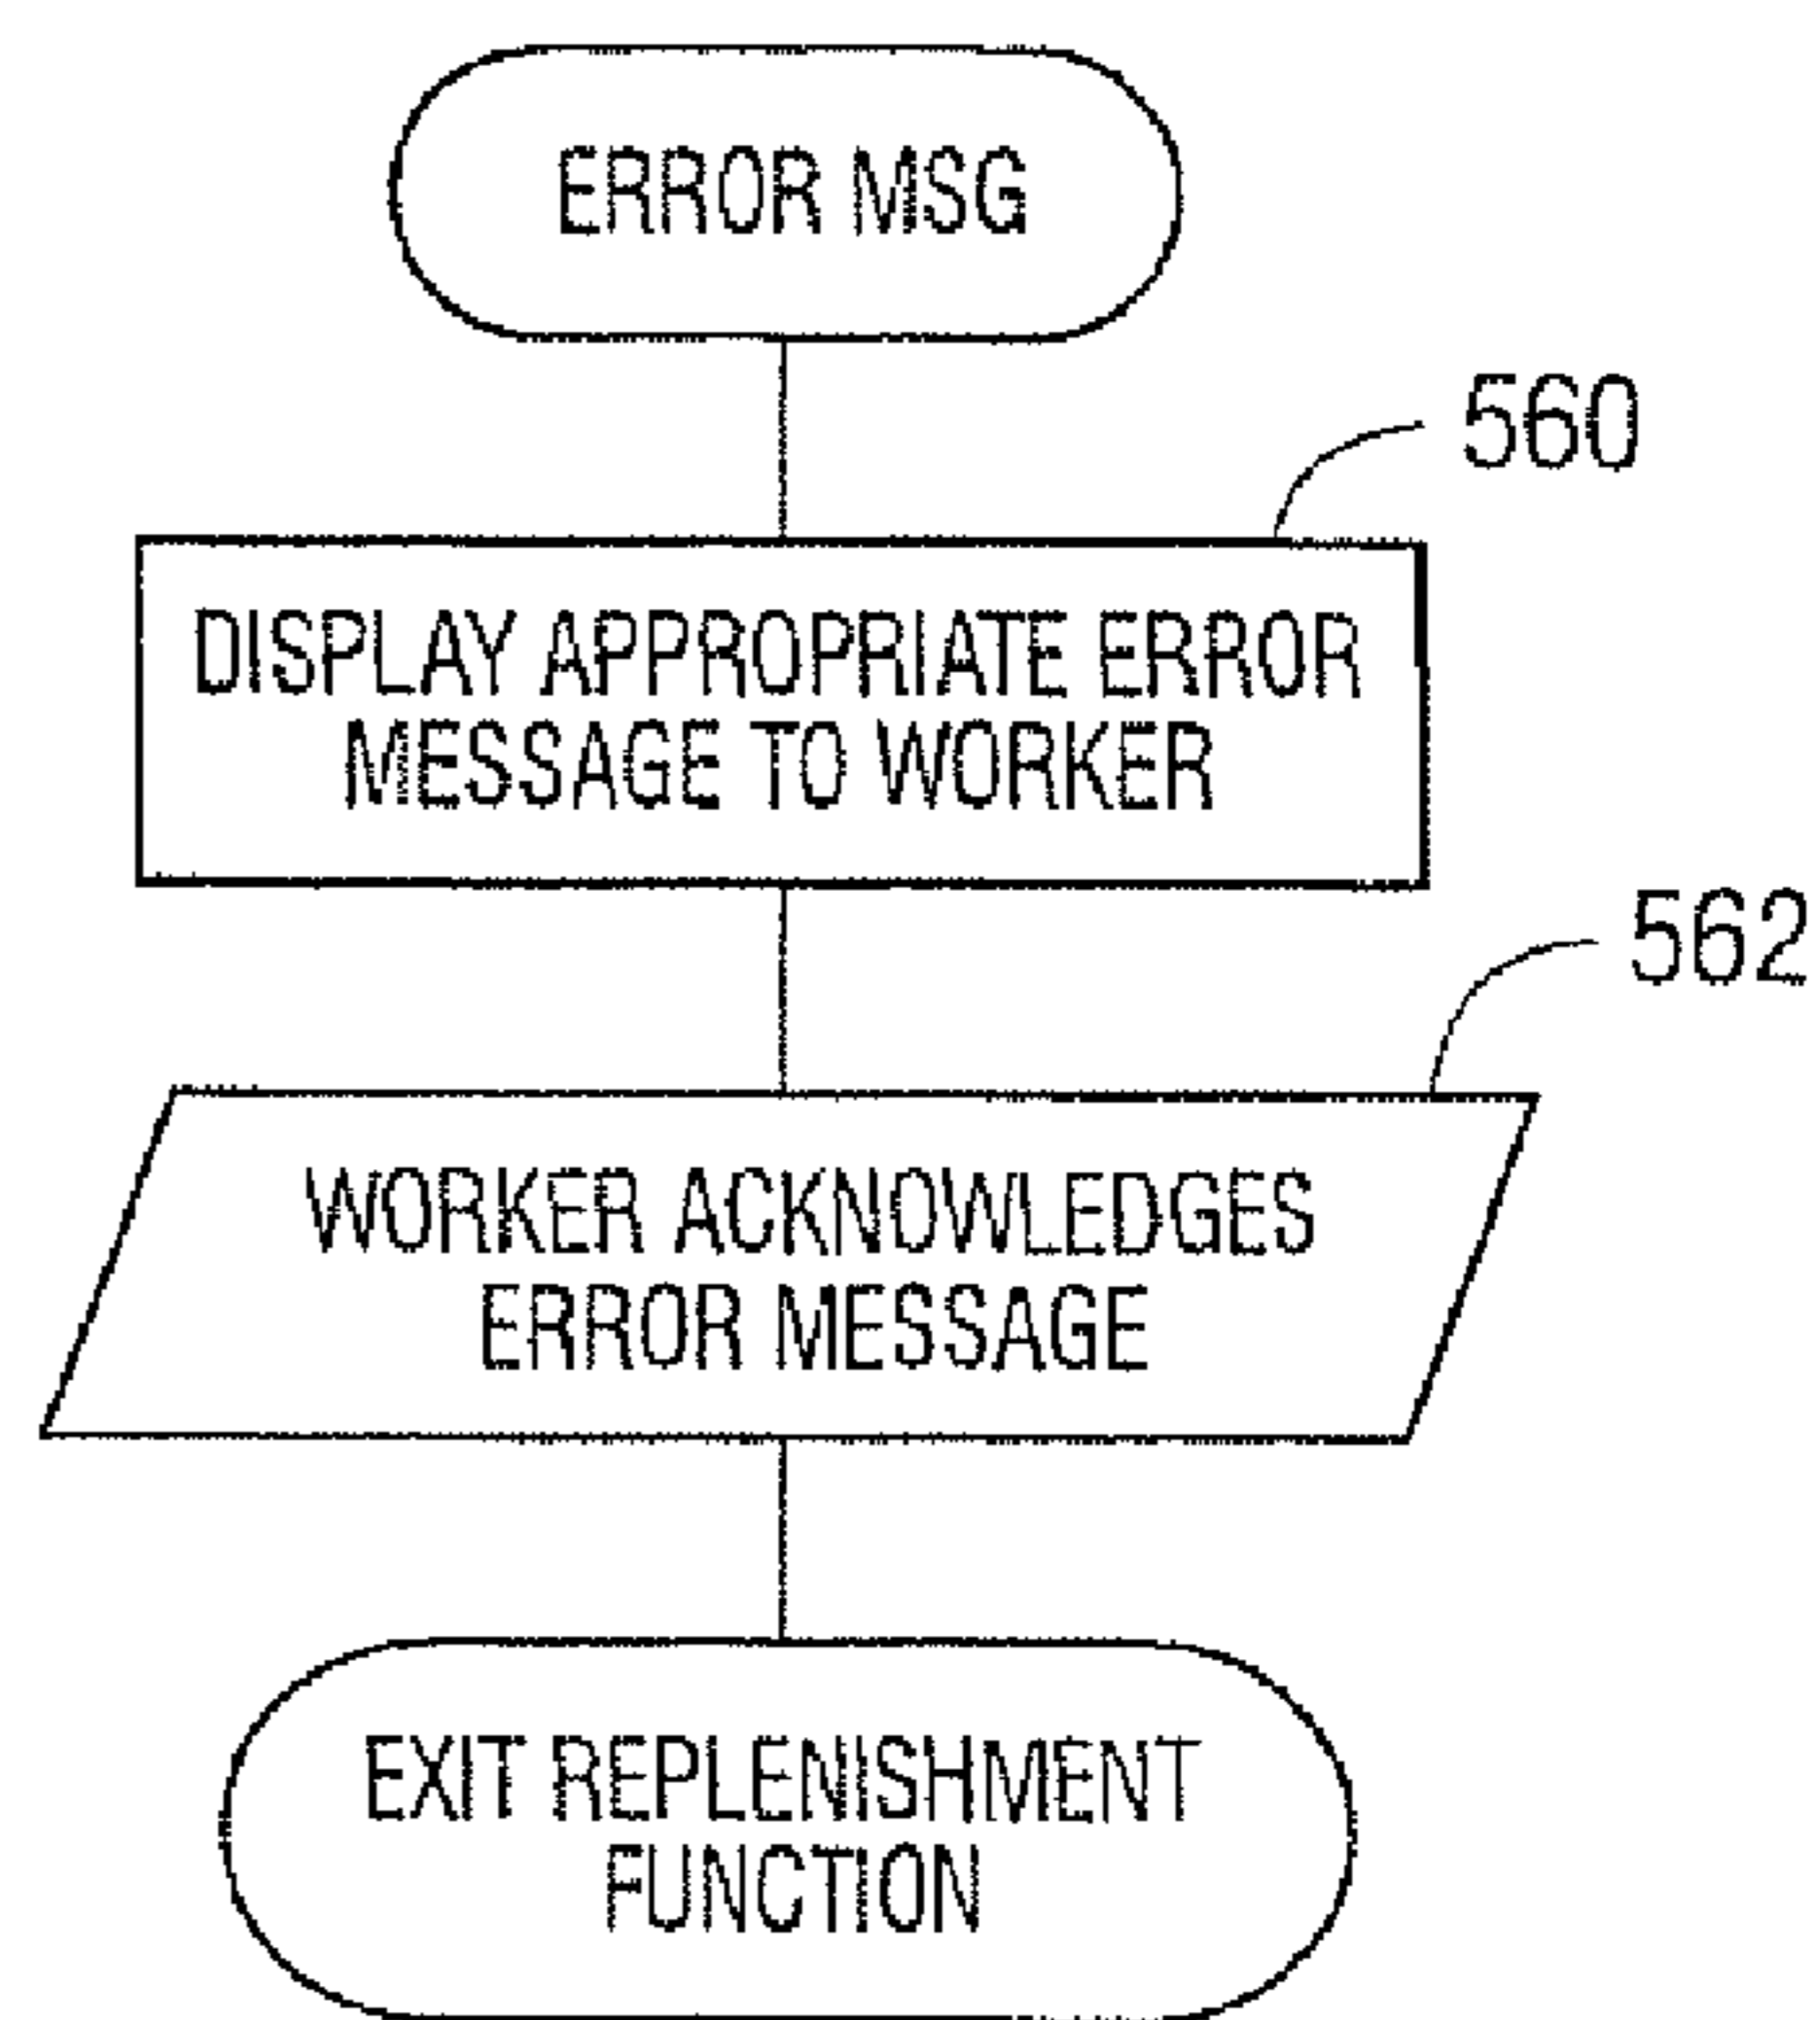 ERROR MSG
560
DISPLAY APPROPRIATE ERROR
MESSAGE TO WORKER
562
WORKER ACKNOWLEDGES
ERROR MESSAGE
EXIT REPLENISHMENT
FUNCTION